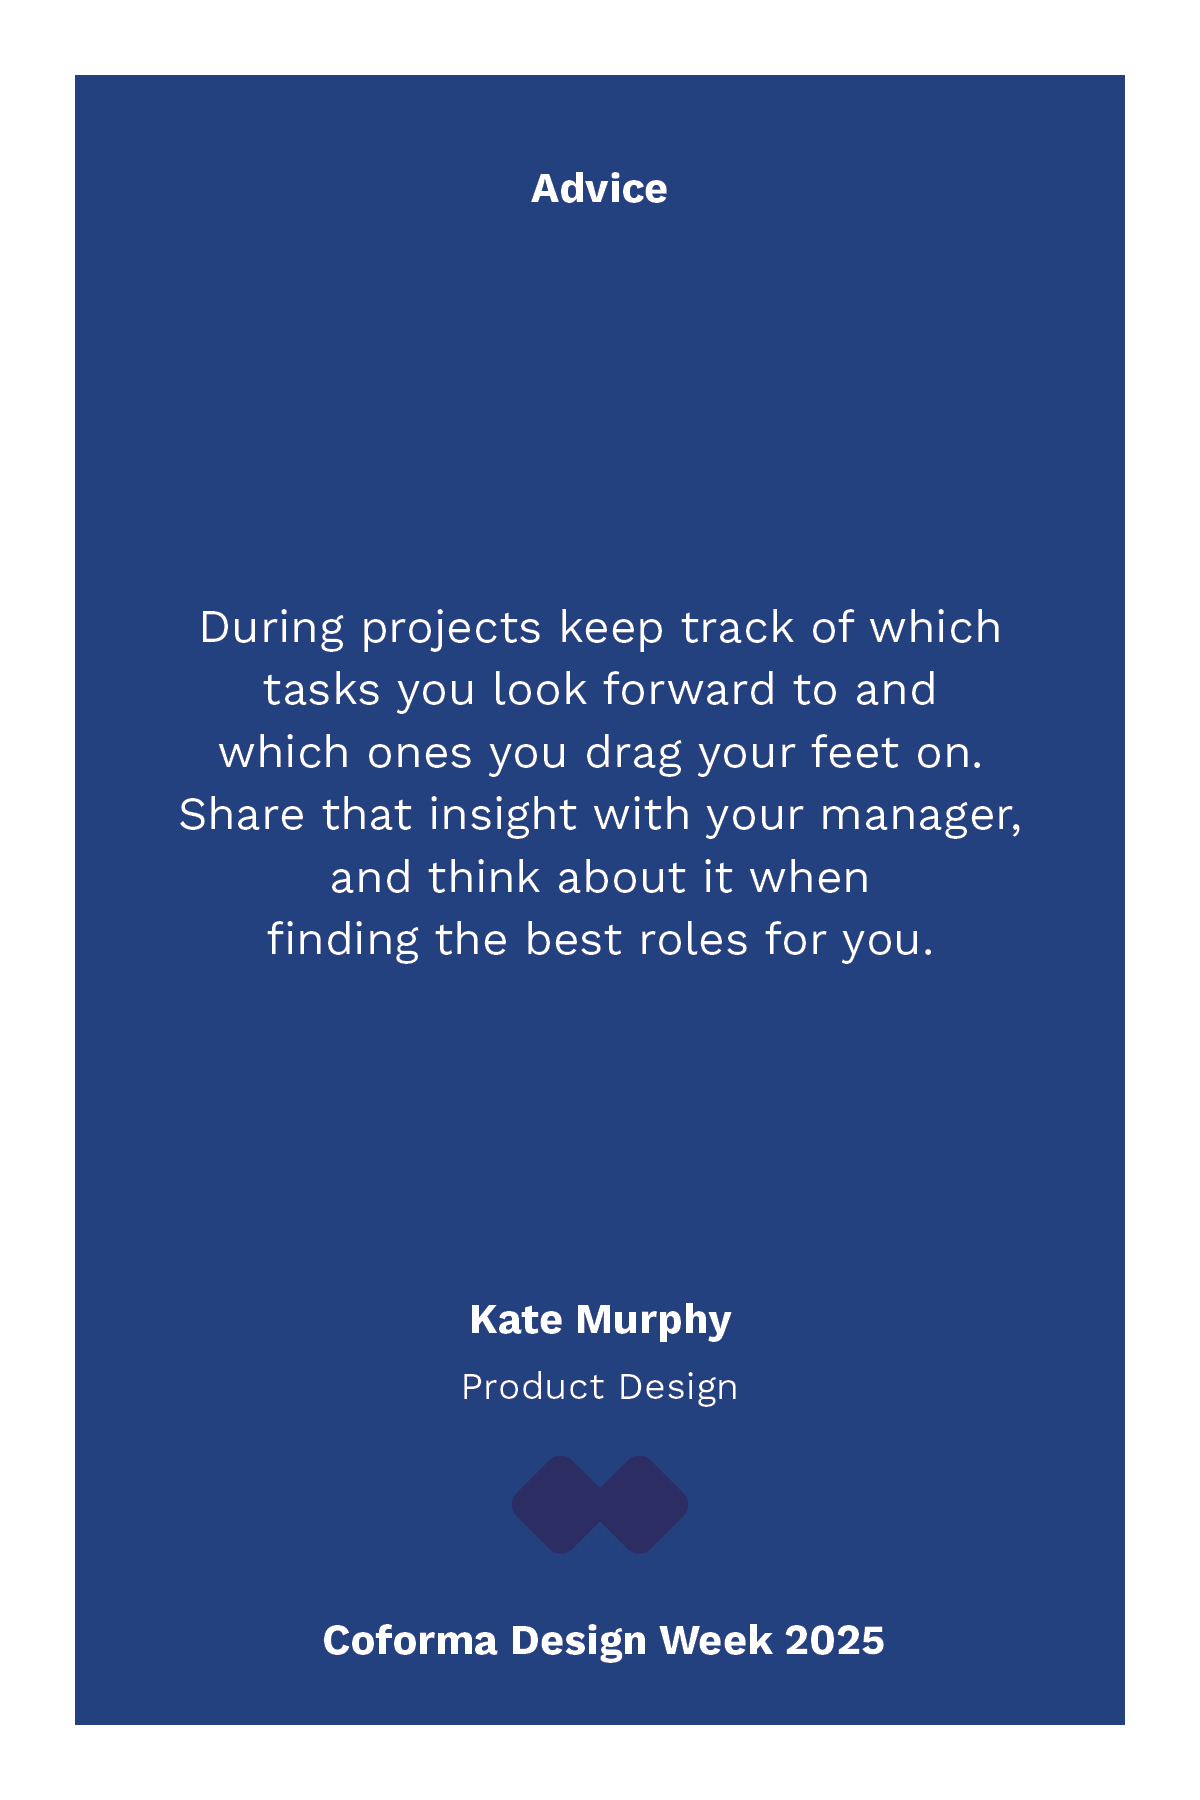 Advice
During projects keep track of which
tasks you look forward to and
which ones you drag your feet on.
Share that insight with your manager,
and think about it when
finding the best roles for you.
Kate Murphy
Product Design
Coforma Design Week 2025